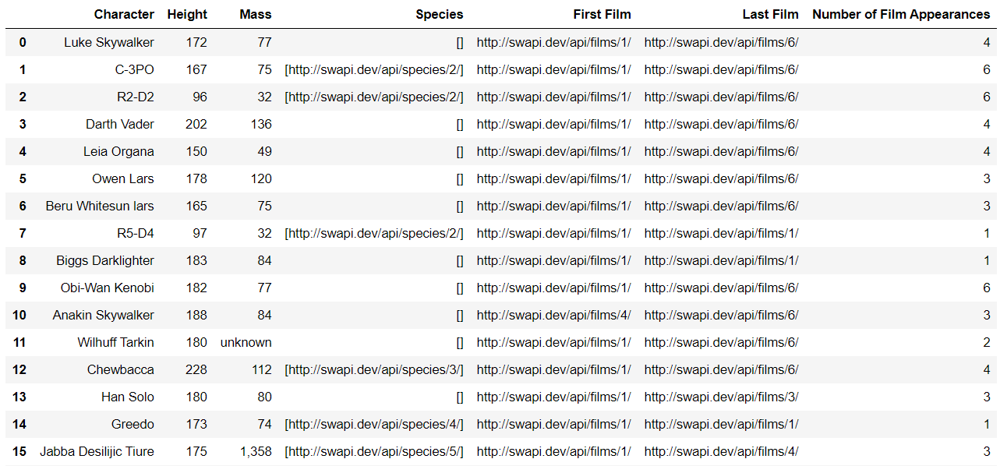 Character Height Mass Species First Film Last Film Number of Film Appearances
0 Luke Skywalker 172 77 [] http://swapi.dev/api/films/1/ http://swapi.dev/api/films/6/ 4
1 C-3PO 167 75 [http://swapi.dev/api/species/2/] http://swapi.dev/api/films/1/ http://swapi.dev/api/films/6/ 6
2 R2-D2 96 32 [http://swapi.dev/api/species/2/] http://swapi.dev/api/films/1/ http://swapi.dev/api/films/6/ 6
3 Darth Vader 202 136 [] http://swapi.dev/api/films/1/ http://swapi.dev/api/films/6/ 4
4 Leia Organa 150 49 [] http://swapi.dev/api/films/1/ http://swapi.dev/api/films/6/ 4
5 Owen Lars 178 120 [] http://swapi.dev/api/films/1/ http://swapi.dev/api/films/6/ 3
6 Beru Whitesun lars 165 75 [] http://swapi.dev/api/films/1/ http://swapi.dev/api/films/6/ 3
7 R5-D4 97 32 [http://swapi.dev/api/species/2/] http://swapi.dev/api/films/1/ http://swapi.dev/api/films/1/ 1
8 Biggs Darklighter 183 84 [] http://swapi.dev/api/films/1/ http://swapi.dev/api/films/1/ 1
9 Obi-Wan Kenobi 182 77 [] http://swapi.dev/api/films/1/ http://swapi.dev/api/films/6/ 6
10 Anakin Skywalker 188 84 [] http://swapi.dev/api/films/4/ http://swapi.dev/api/films/6/ 3
11 Wilhuff Tarkin 180 unknown [] http://swapi.dev/api/films/1/ http://swapi.dev/api/films/6/ 2
12 Chewbacca 228 112 [http://swapi.dev/api/species/3/] http://swapi.dev/api/films/1/ http://swapi.dev/api/films/6/ 4
13 Han Solo 180 80 [] http://swapi.dev/api/films/1/ http://swapi.dev/api/films/3/ 3
14 Greedo 173 74 [http://swapi.dev/api/species/4/] http://swapi.dev/api/films/1/ http://swapi.dev/api/films/1/ 1
15 Jabba Desilijic Tiure 175 1,358 [http://swapi.dev/api/species/5/] http://swapi.dev/api/films/1/ http://swapi.dev/api/films/4/ 3